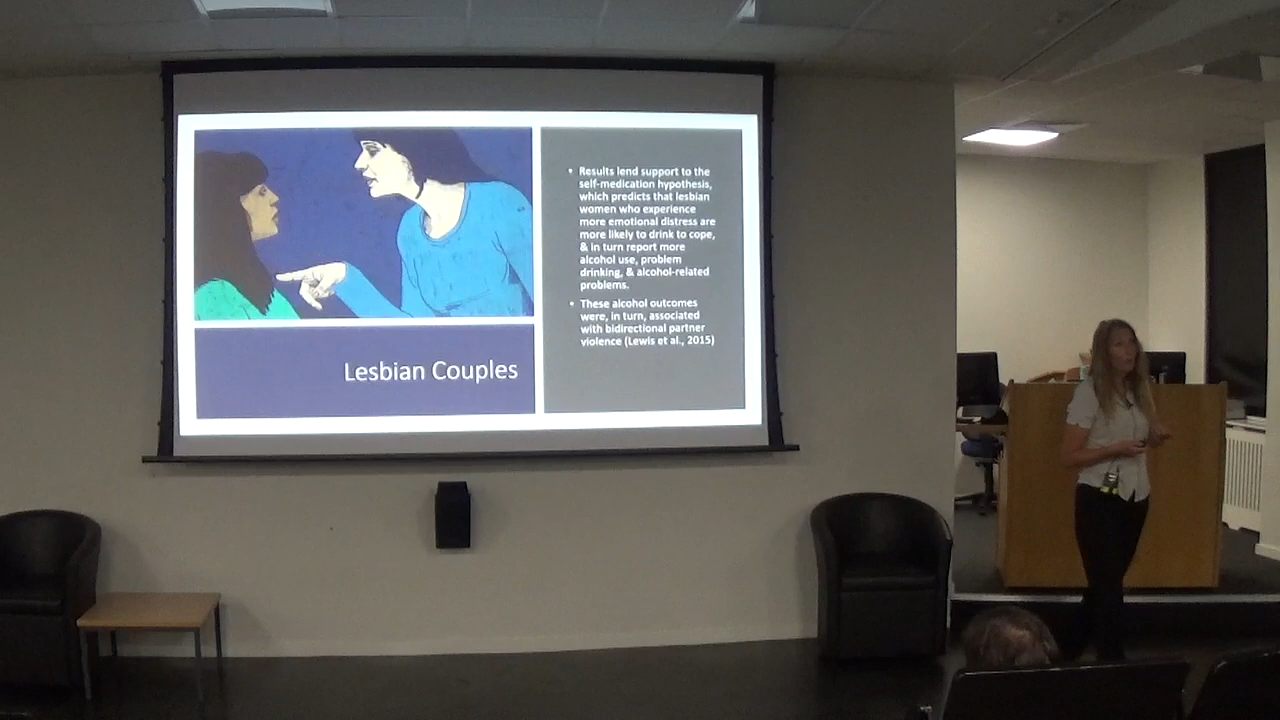 Lesbian Couples
• Results lend support to the
self-medication hypothesis,
which predicts that lesbian
women who experience
more emotional distress are
more likely to drink to cope,
& in turn report more
alcohol use, problem
drinking, & alcohol-related
problems.
• These alcohol outcomes
were, in turn, associated
with bidirectional partner
violence (Lewis et al., 2015)